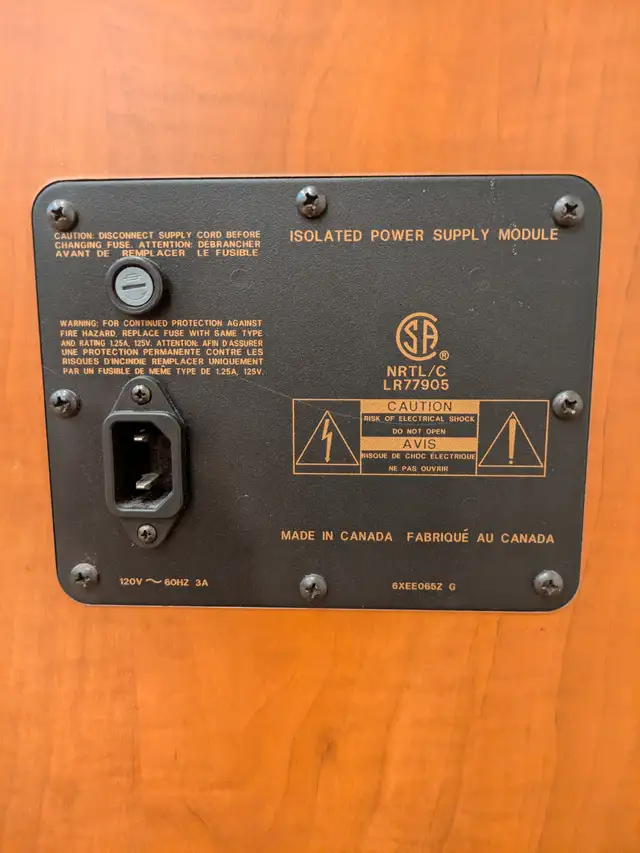 CAUTION: DISCONNECT SUPPLY CORD BEFORE
CHANGING FUSE. ATTENTION: DÉBRANCHER
AVANT DE REMPLACER LE FUSIBLE
ISOLATED POWER SUPPLY MODULE
WARNING: FOR CONTINUED PROTECTION AGAINST
FIRE HAZARD, REPLACE FUSE WITH SAME TYPE
AND RATING 1.25A, 125V. ATTENTION: AFIN D'ASSURER
UNE PROTECTION PERMANENTE CONTRE LES
RISQUES D'INCINDIE REMPLACER UNIQUEMENT
PAR UN FUSIBLE DE MEME TYPE DE 1.25A, 125V.
SA ®
NRTL/C
LR77905
CAUTION
RISK OF ELECTRICAL SHOCK
DO NOT OPEN
AVIS
RISQUE DE CHOC ELECTRIQUE
NE PAS OUVRIR
MADE IN CANADA FABRIQUÉ AU CANADA
120V ~ 60HZ 3A
6XEE065Z G